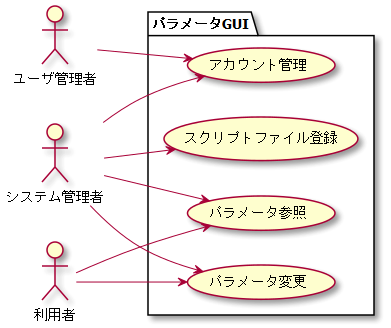 パラメータGUI
アカウント管理
ユーザ管理者
スクリプトファイル登録
システム管理者
パラメータ参照
パラメータ変更
利用者